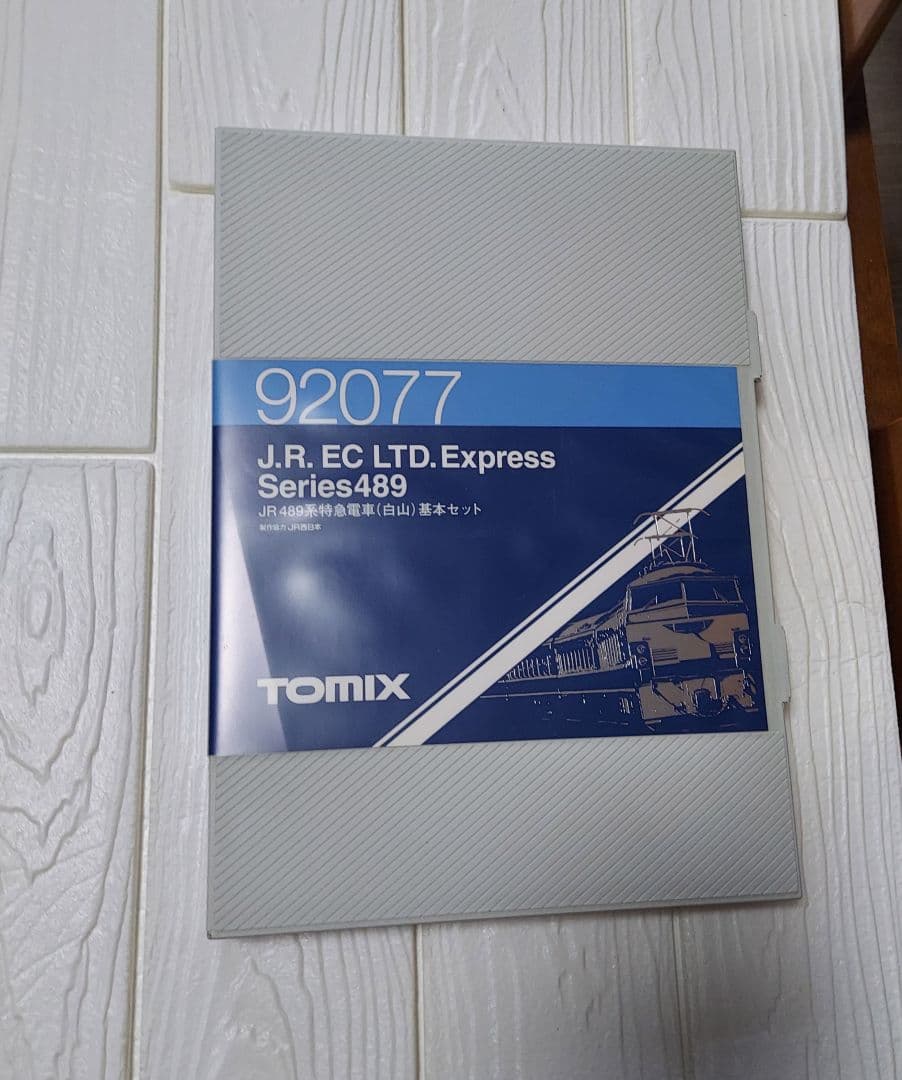 92077
J.R. EC LTD. Express
Series489
JR 489系特急電車(白山)基本セット
製作協力 JR西日本
TOMIX